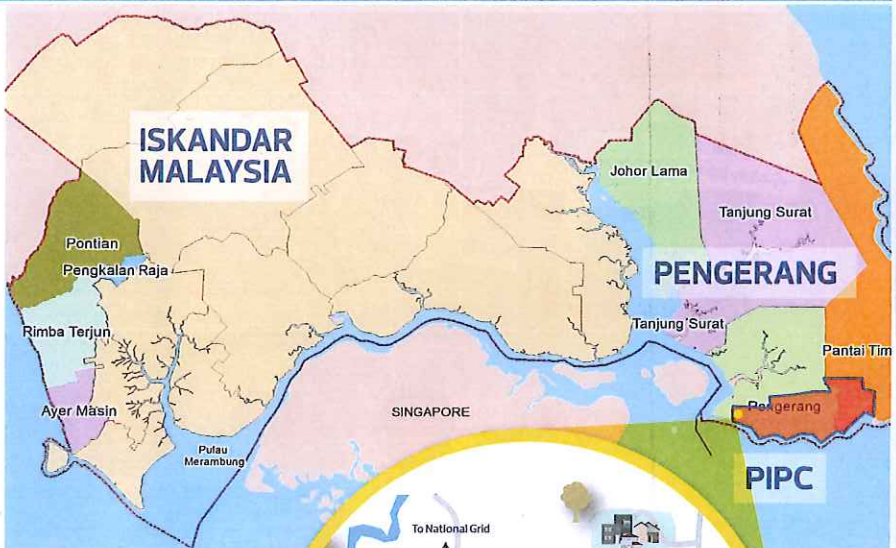 ISKANDAR
MALAYSIA
Johor Lama
Tanjung Surat
Pontian
Pengkalan Raja
PENGERANG
Rimba Terjun
Tanjung Surat
Pantai Tim
Ayer Masin
SINGAPORE
Pengerang
Pulau
Merambung
PIPC
To National Grid